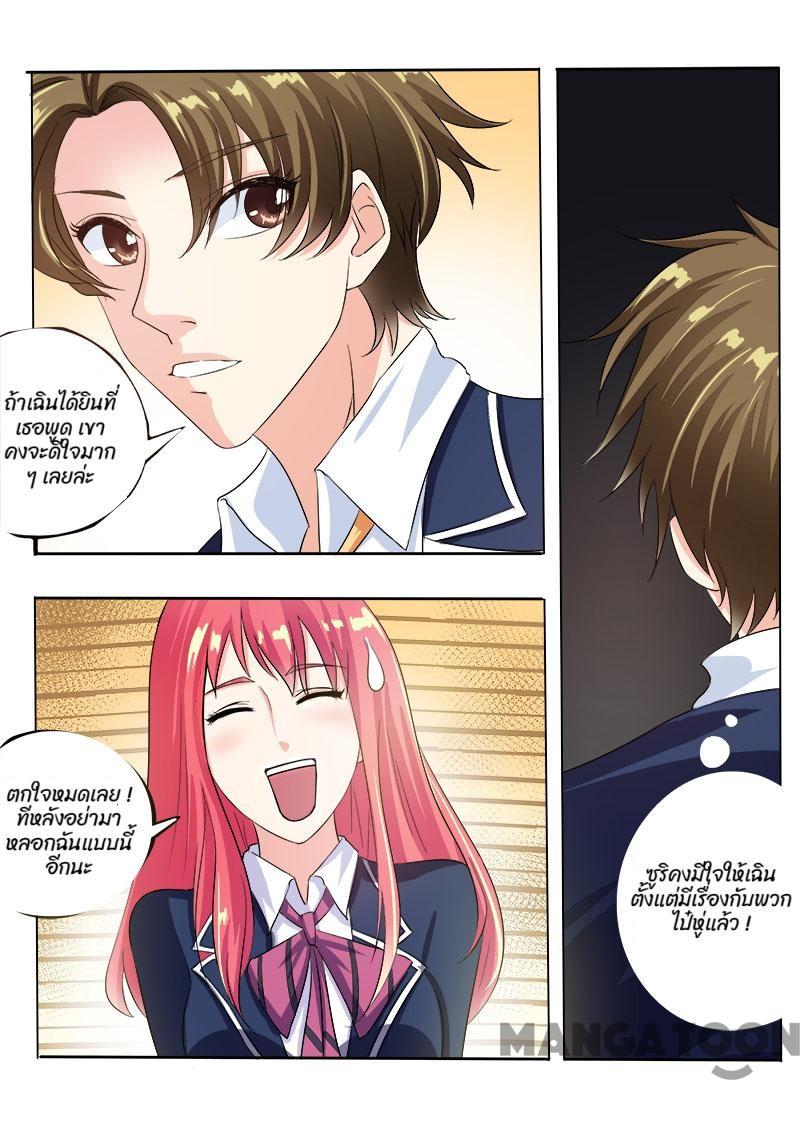 ถ้าเฉินได้ยินที่
เธอพูด เขา
คงจะดีใจมาก
ๆ เลยล่ะ
ตกใจหมดเลย !
ทีหลังอย่ามา
หลอกฉันแบบนี้
อีกนะ
ซูริคงมีใจให้เฉิน
ตั้งแต่มีเรื่องกับพวก
ไป๋หู่แล้ว !
MANGATOON